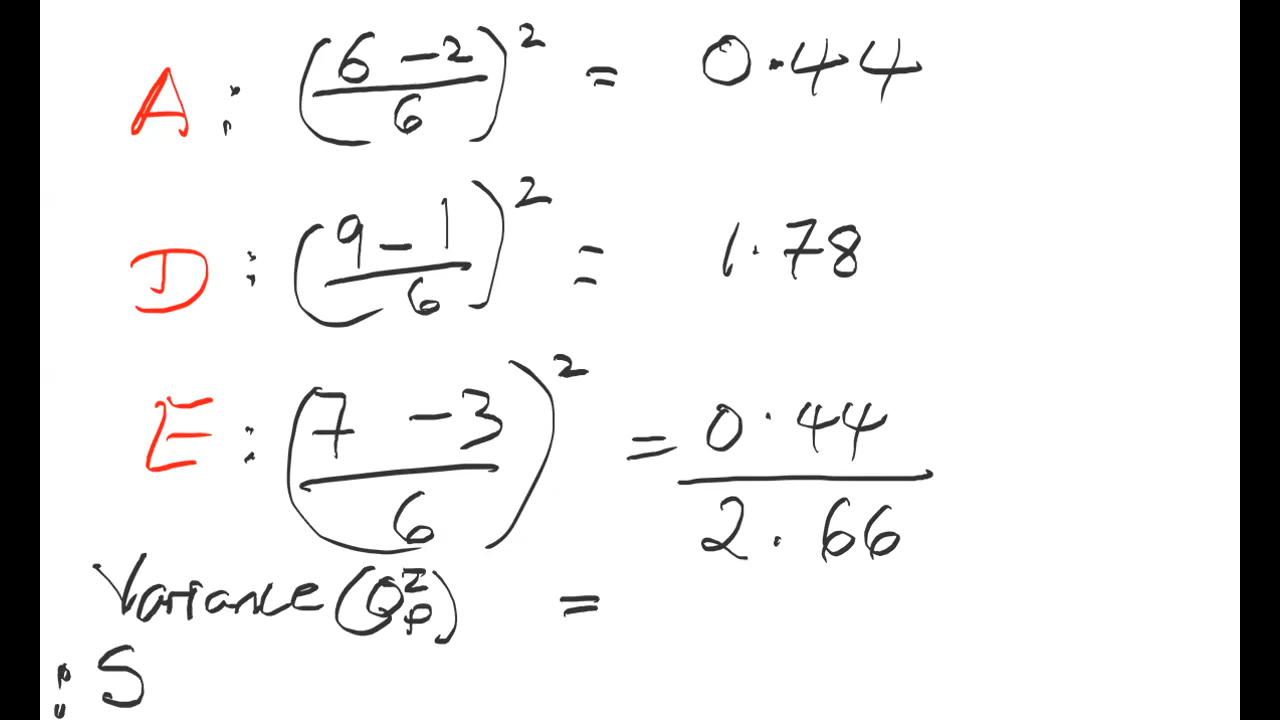 A : (6 - 2 / 6)² = 0.44
D : (9 - 1 / 6)² = 1.78
E : (7 - 3 / 6)² = 0.44
2.66
Variance (σ²p) =
: S